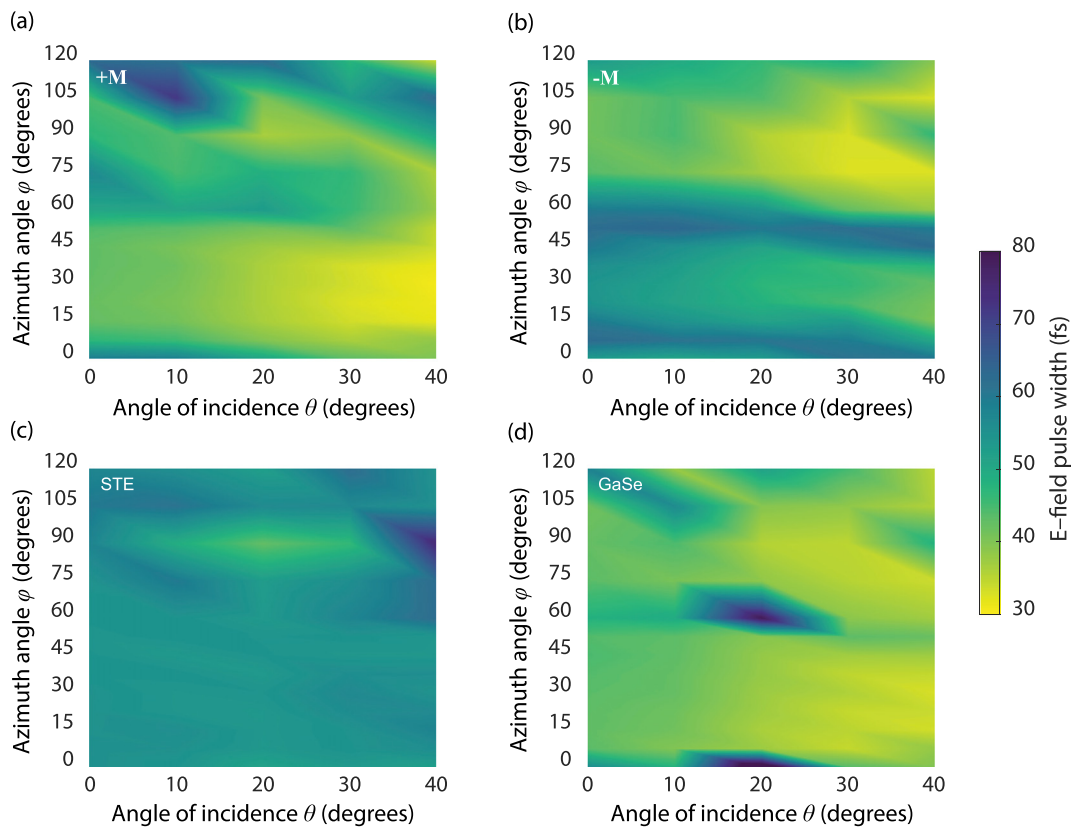 (a)
(b)
120
105
90
75
60
45
30
15
0
Azimuth angle φ (degrees)
+M
0 10 20 30 40
Angle of incidence θ (degrees)
120
105
90
75
60
45
30
15
0
Azimuth angle φ (degrees)
-M
0 10 20 30 40
Angle of incidence θ (degrees)
(c)
(d)
120
105
90
75
60
45
30
15
0
Azimuth angle φ (degrees)
STE
0 10 20 30 40
Angle of incidence θ (degrees)
120
105
90
75
60
45
30
15
0
Azimuth angle φ (degrees)
GaSe
0 10 20 30 40
Angle of incidence θ (degrees)
80
70
60
50
40
30
E–field pulse width (fs)